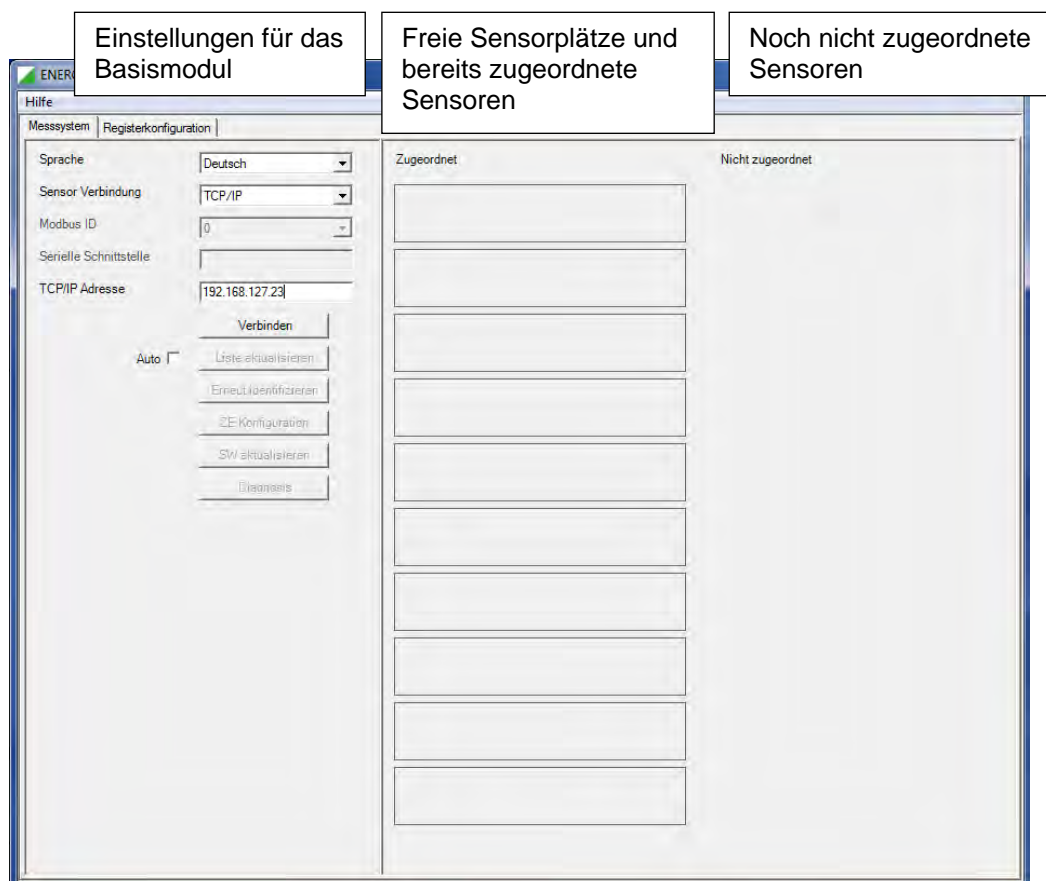 Einstellungen für das
Basismodul
Freie Sensorplätze und
bereits zugeordnete
Sensoren
Noch nicht zugeordnete
Sensoren
ENER
Hilfe
Messsystem
Registerkonfiguration
Sprache
Deutsch
Sensor Verbindung
TCP/IP
Modbus ID
0
Serielle Schnittstelle
TCP/IP Adresse
192.168.127.23
Verbinden
Auto
Liste aktualisieren
Erneut identifizieren
ZE Konfiguration
SW aktualisieren
Diagnosis
Zugeordnet
Nicht zugeordnet